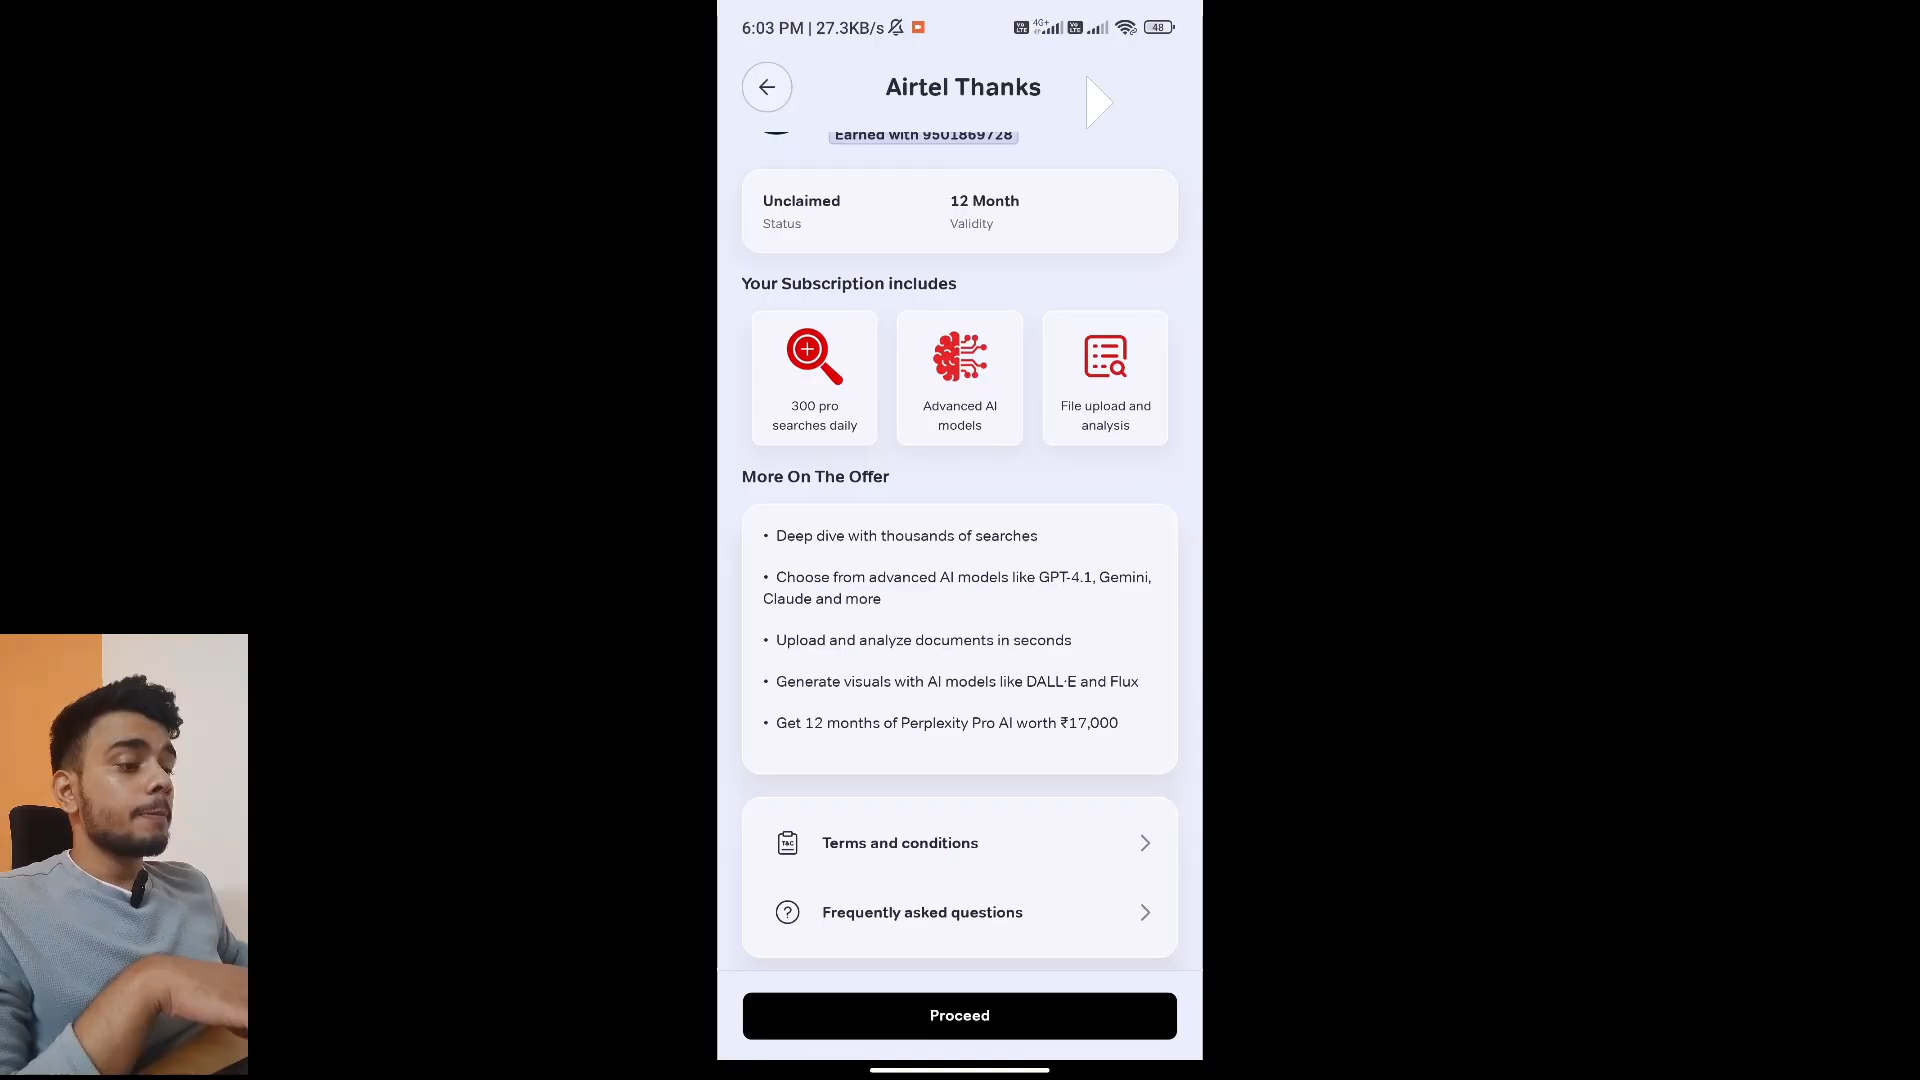 6:03 PM | 27.3KB/s
4G+
48
Airtel Thanks
Earned with 9501869728
Unclaimed
12 Month
Status
Validity
Your Subscription includes
300 pro
searches daily
Advanced AI
models
File upload and
analysis
More On The Offer
• Deep dive with thousands of searches
• Choose from advanced AI models like GPT-4.1, Gemini,
Claude and more
• Upload and analyze documents in seconds
• Generate visuals with AI models like DALL·E and Flux
• Get 12 months of Perplexity Pro AI worth ₹17,000
T&C
Terms and conditions
?
Frequently asked questions
Proceed